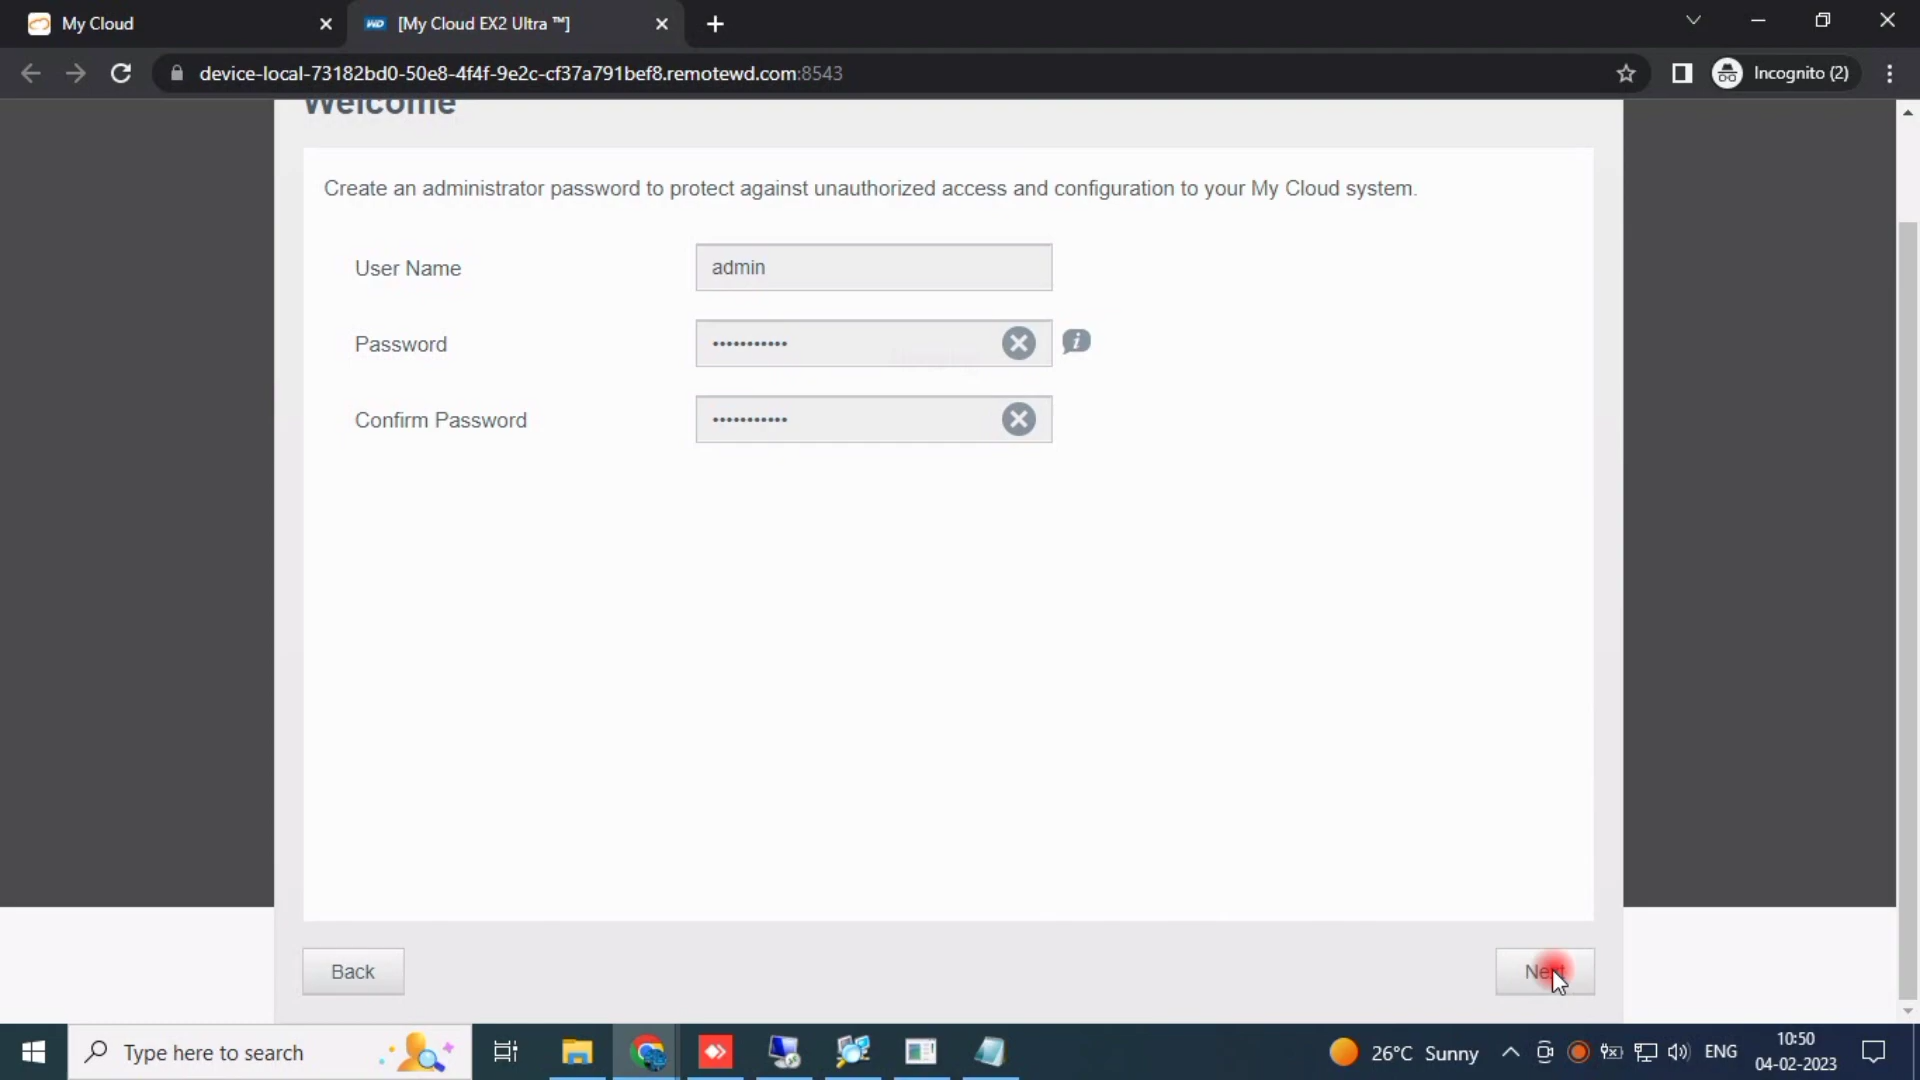 My Cloud
WD [My Cloud EX2 Ultra ™]
device-local-73182bd0-50e8-4f4f-9e2c-cf37a791bef8.remotewd.com:8543
Incognito (2)
Welcome
Create an administrator password to protect against unauthorized access and configuration to your My Cloud system.
User Name
admin
Password
•••••••••••
Confirm Password
•••••••••••
Back
Next
Type here to search
26°C Sunny
ENG
10:50
04-02-2023